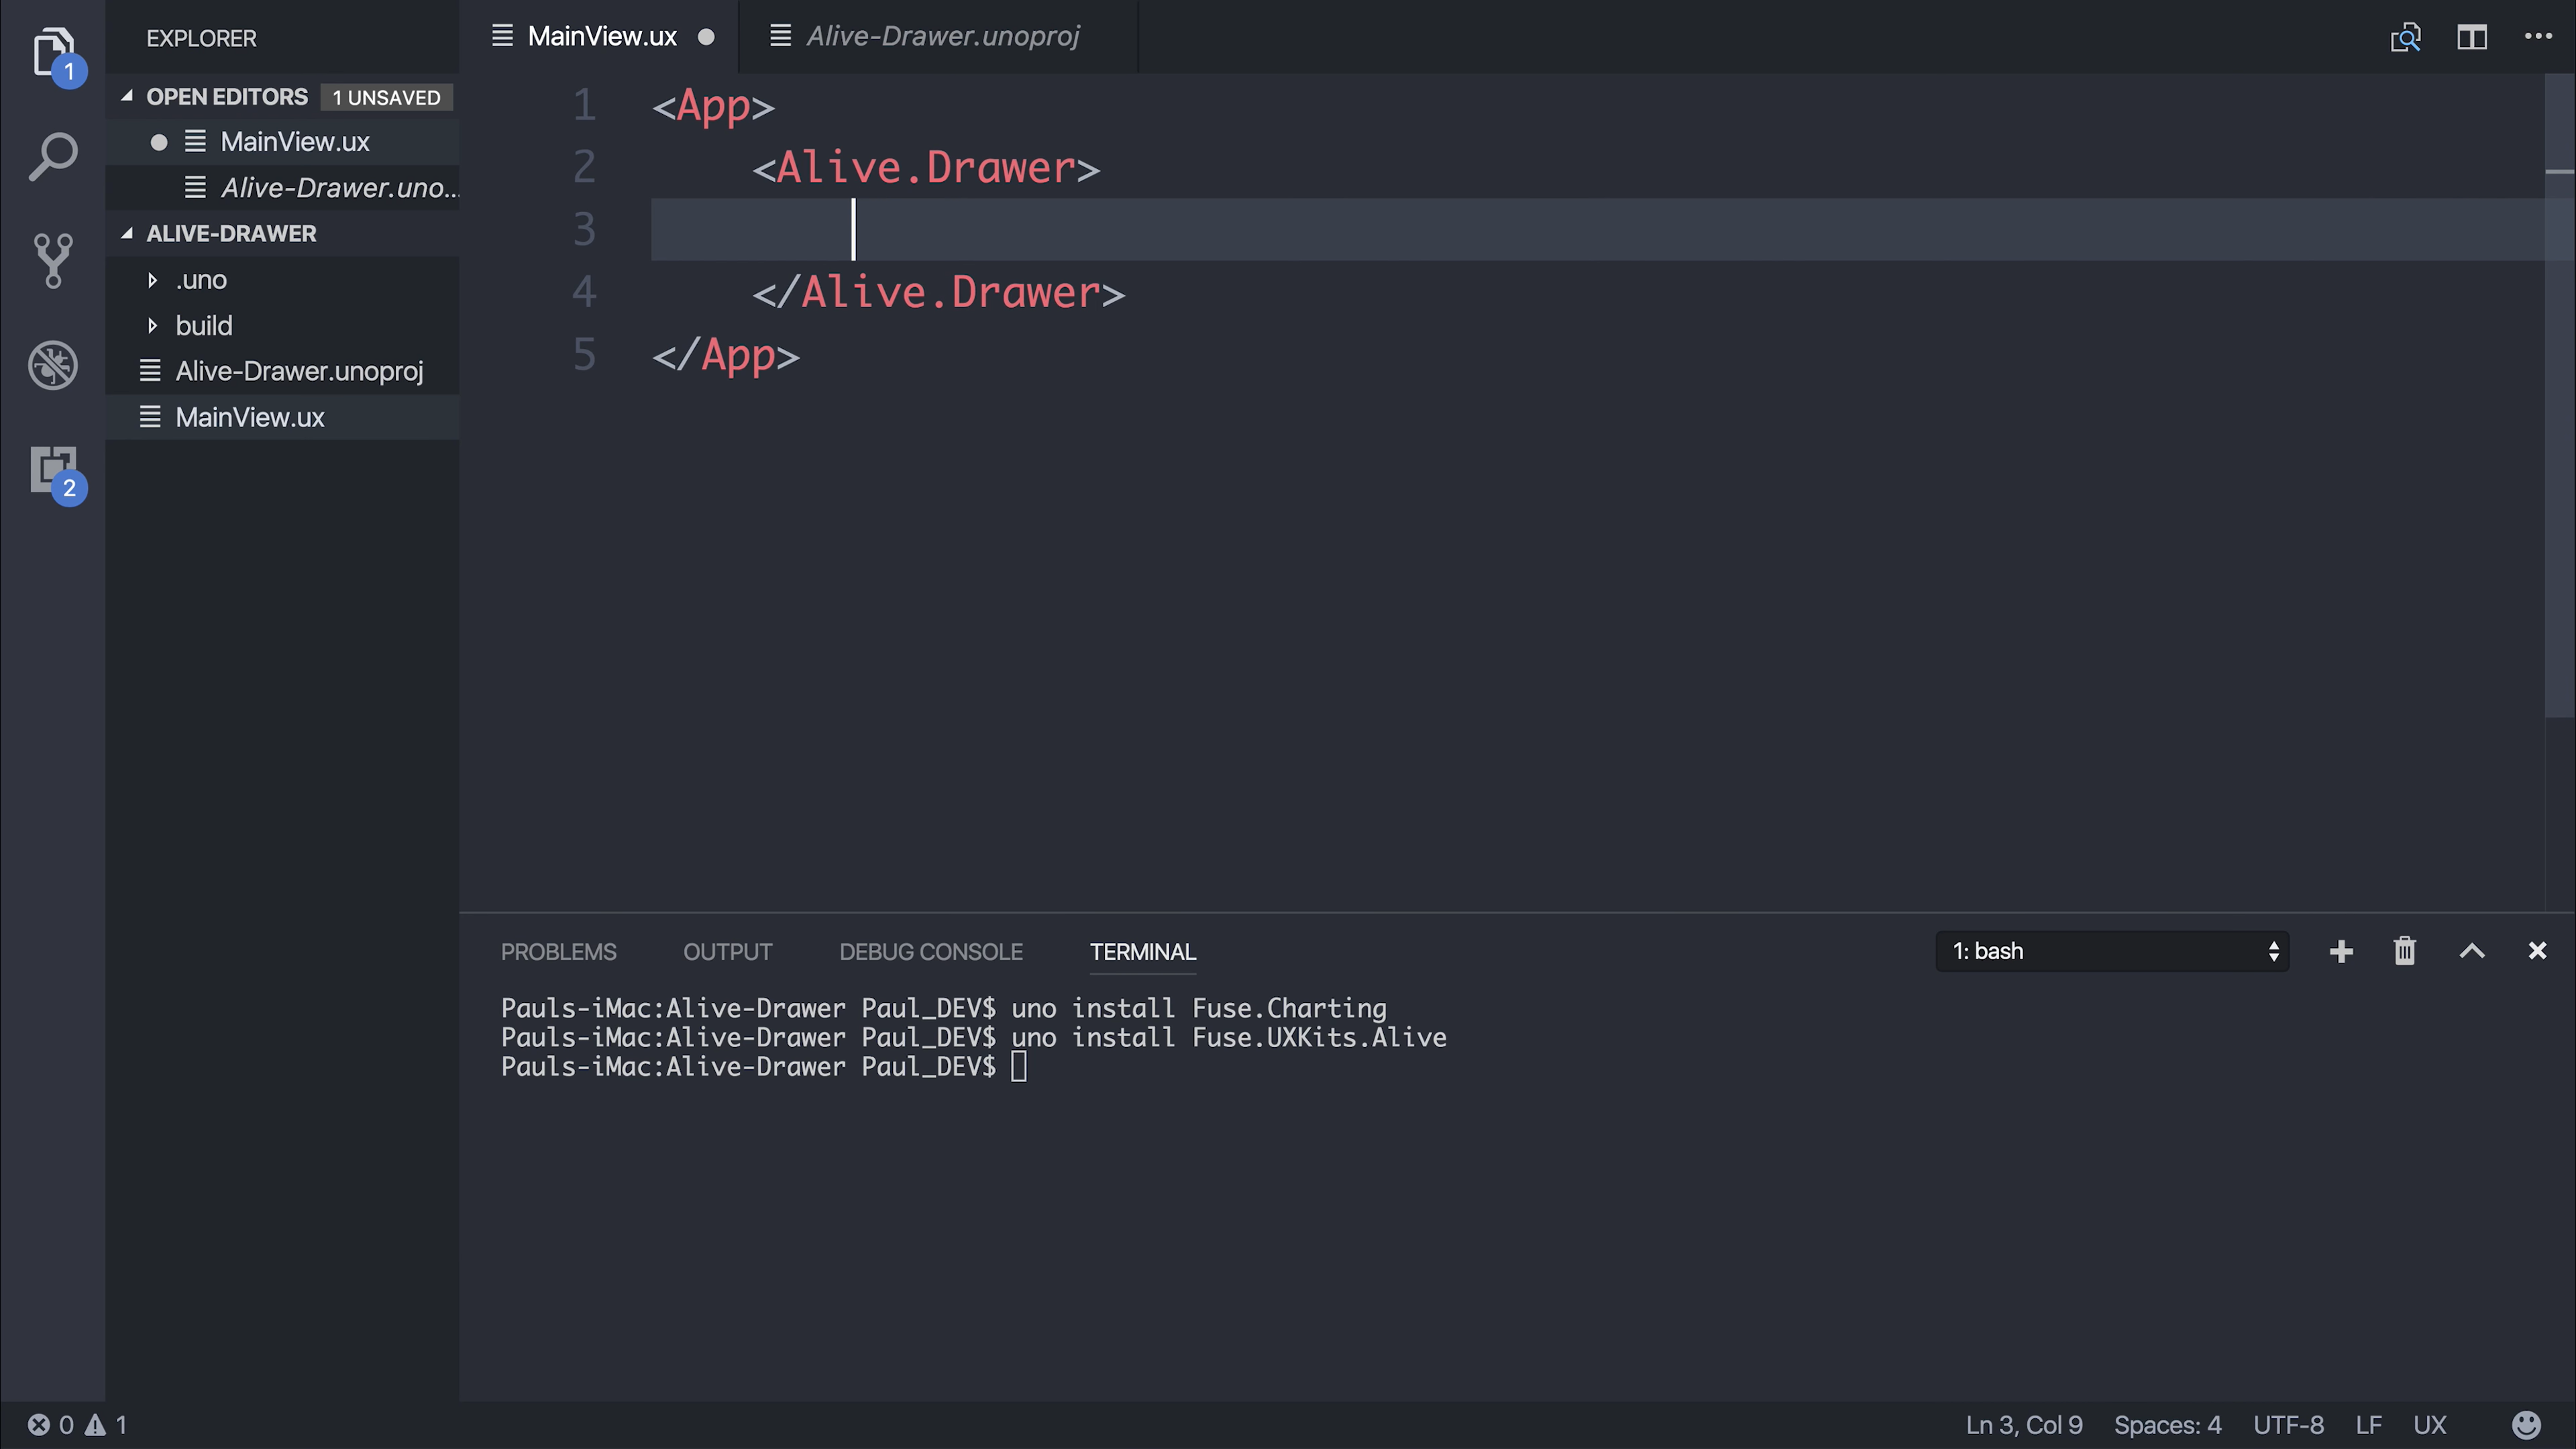 EXPLORER
MainView.ux
Alive-Drawer.unoproj
1
OPEN EDITORS 1 UNSAVED
MainView.ux
Alive-Drawer.uno...
ALIVE-DRAWER
.uno
build
Alive-Drawer.unoproj
MainView.ux
2
1 <App>
2 <Alive.Drawer>
3
4 </Alive.Drawer>
5 </App>
PROBLEMS OUTPUT DEBUG CONSOLE TERMINAL 1: bash
Pauls-iMac:Alive-Drawer Paul_DEV$ uno install Fuse.Charting
Pauls-iMac:Alive-Drawer Paul_DEV$ uno install Fuse.UXKits.Alive
Pauls-iMac:Alive-Drawer Paul_DEV$
0 1 Ln 3, Col 9 Spaces: 4 UTF-8 LF UX